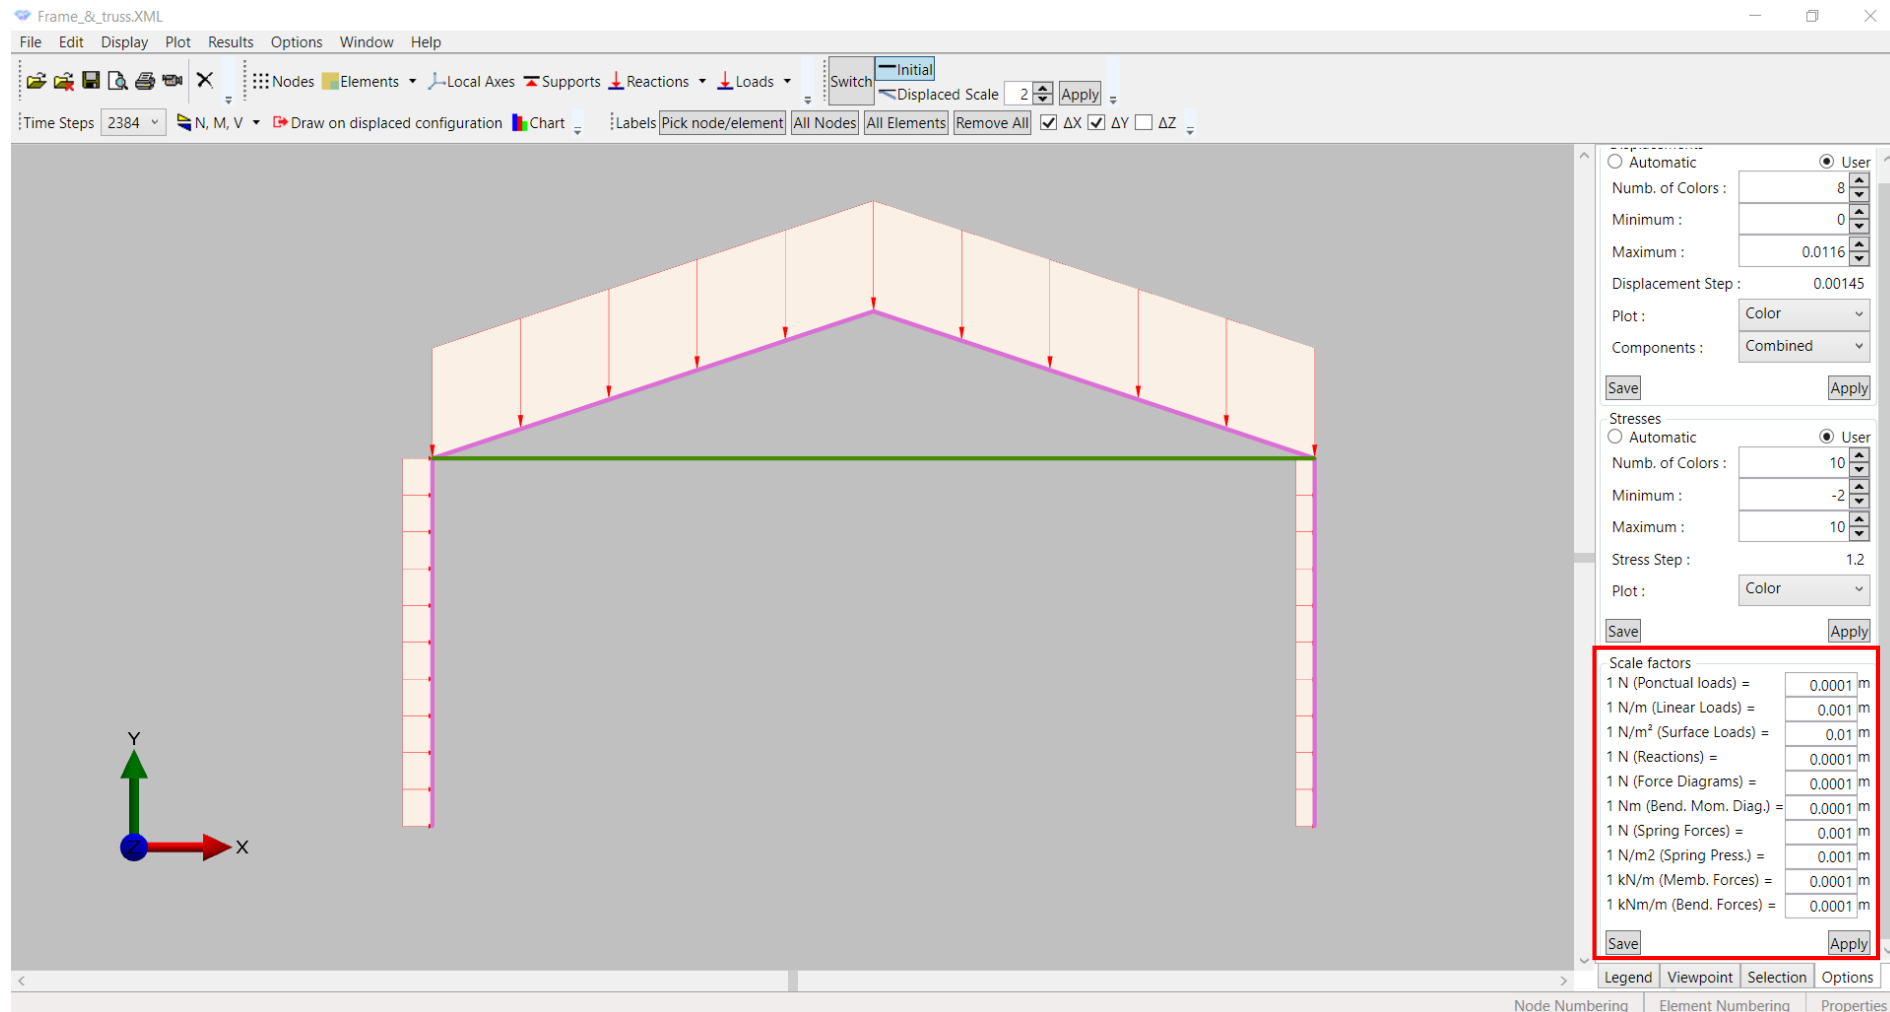 Frame_&_truss.XML
File Edit Display Plot Results Options Window Help
Nodes Elements Local Axes Supports Reactions Loads Switch Initial
Displaced Scale 2 Apply
Time Steps 2384 N, M, V Draw on displaced configuration Chart Labels Pick node/element All Nodes All Elements Remove All ΔX ΔY ΔZ
Automatic User
Numb. of Colors : 8
Minimum : 0
Maximum : 0.0116
Displacement Step : 0.00145
Plot : Color
Components : Combined
Save Apply
Stresses
Automatic User
Numb. of Colors : 10
Minimum : -2
Maximum : 10
Stress Step : 1.2
Plot : Color
Save Apply
Scale factors
1 N (Ponctual loads) = 0.0001 m
1 N/m (Linear Loads) = 0.001 m
1 N/m² (Surface Loads) = 0.01 m
1 N (Reactions) = 0.0001 m
1 N (Force Diagrams) = 0.0001 m
1 Nm (Bend. Mom. Diag.) = 0.0001 m
1 N (Spring Forces) = 0.001 m
1 N/m2 (Spring Press.) = 0.001 m
1 kN/m (Memb. Forces) = 0.0001 m
1 kNm/m (Bend. Forces) = 0.0001 m
Save Apply
Y
Z
X
Legend Viewpoint Selection Options
Node Numbering Element Numbering Properties